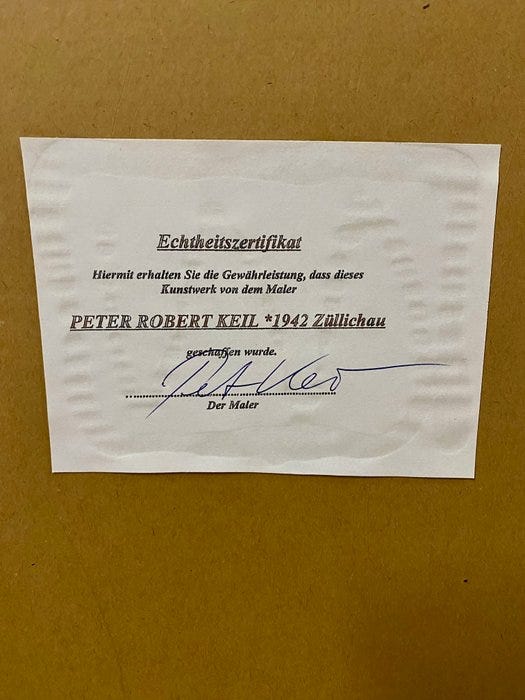 Echtheitszertifikat
Hiermit erhalten Sie die Gewährleistung, dass dieses
Kunstwerk von dem Maler
PETER ROBERT KEIL *1942 Züllichau
geschaffen wurde.
Der Maler